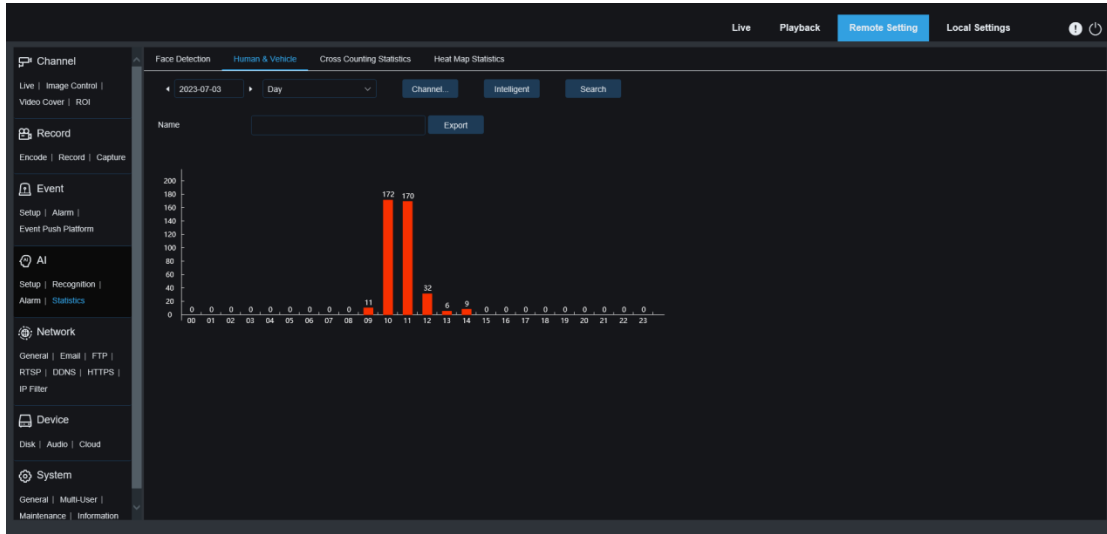 Live Playback Remote Setting Local Settings
Channel
Live | Image Control |
Video Cover | ROI
Record
Encode | Record | Capture
Event
Setup | Alarm |
Event Push Platform
AI
Setup | Recognition |
Alarm | Statistics
Network
General | Email | FTP |
RTSP | DDNS | HTTPS |
IP Filter
Device
Disk | Audio | Cloud
System
General | Multi-User |
Maintenance | Information
Face Detection Human & Vehicle Cross Counting Statistics Heat Map Statistics
2023-07-03 Day Channel... Intelligent Search
Name Export
200
180
160
140
120
100
80
60
40
20
0
0 0 0 0 0 0 0 0 0 11 172 170 32 6 9 0 0 0 0 0 0 0 0 0
00 01 02 03 04 05 06 07 08 09 10 11 12 13 14 15 16 17 18 19 20 21 22 23